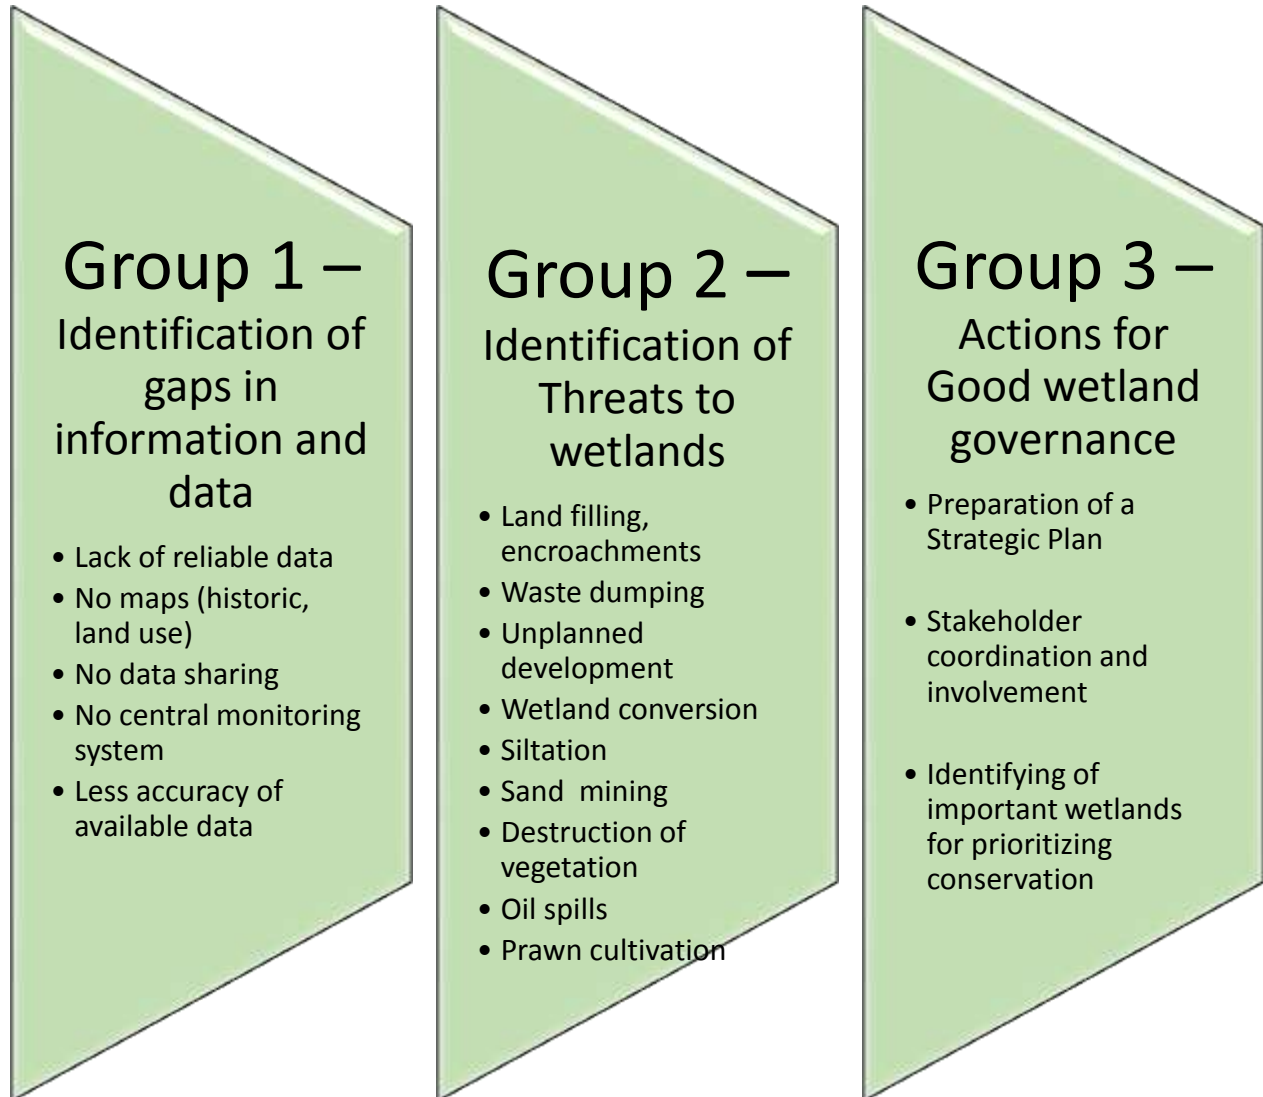 Group 1 –
Identification of
gaps in
information and
data
• Lack of reliable data
• No maps (historic,
land use)
• No data sharing
• No central monitoring
system
• Less accuracy of
available data
Group 2 –
Identification of
Threats to
wetlands
• Land filling,
encroachments
• Waste dumping
• Unplanned
development
• Wetland conversion
• Siltation
• Sand  mining
• Destruction of
vegetation
• Oil spills
• Prawn cultivation
Group 3 –
Actions for
Good wetland
governance
• Preparation of a
Strategic Plan
• Stakeholder
coordination and
involvement
• Identifying of
important wetlands
for prioritizing
conservation